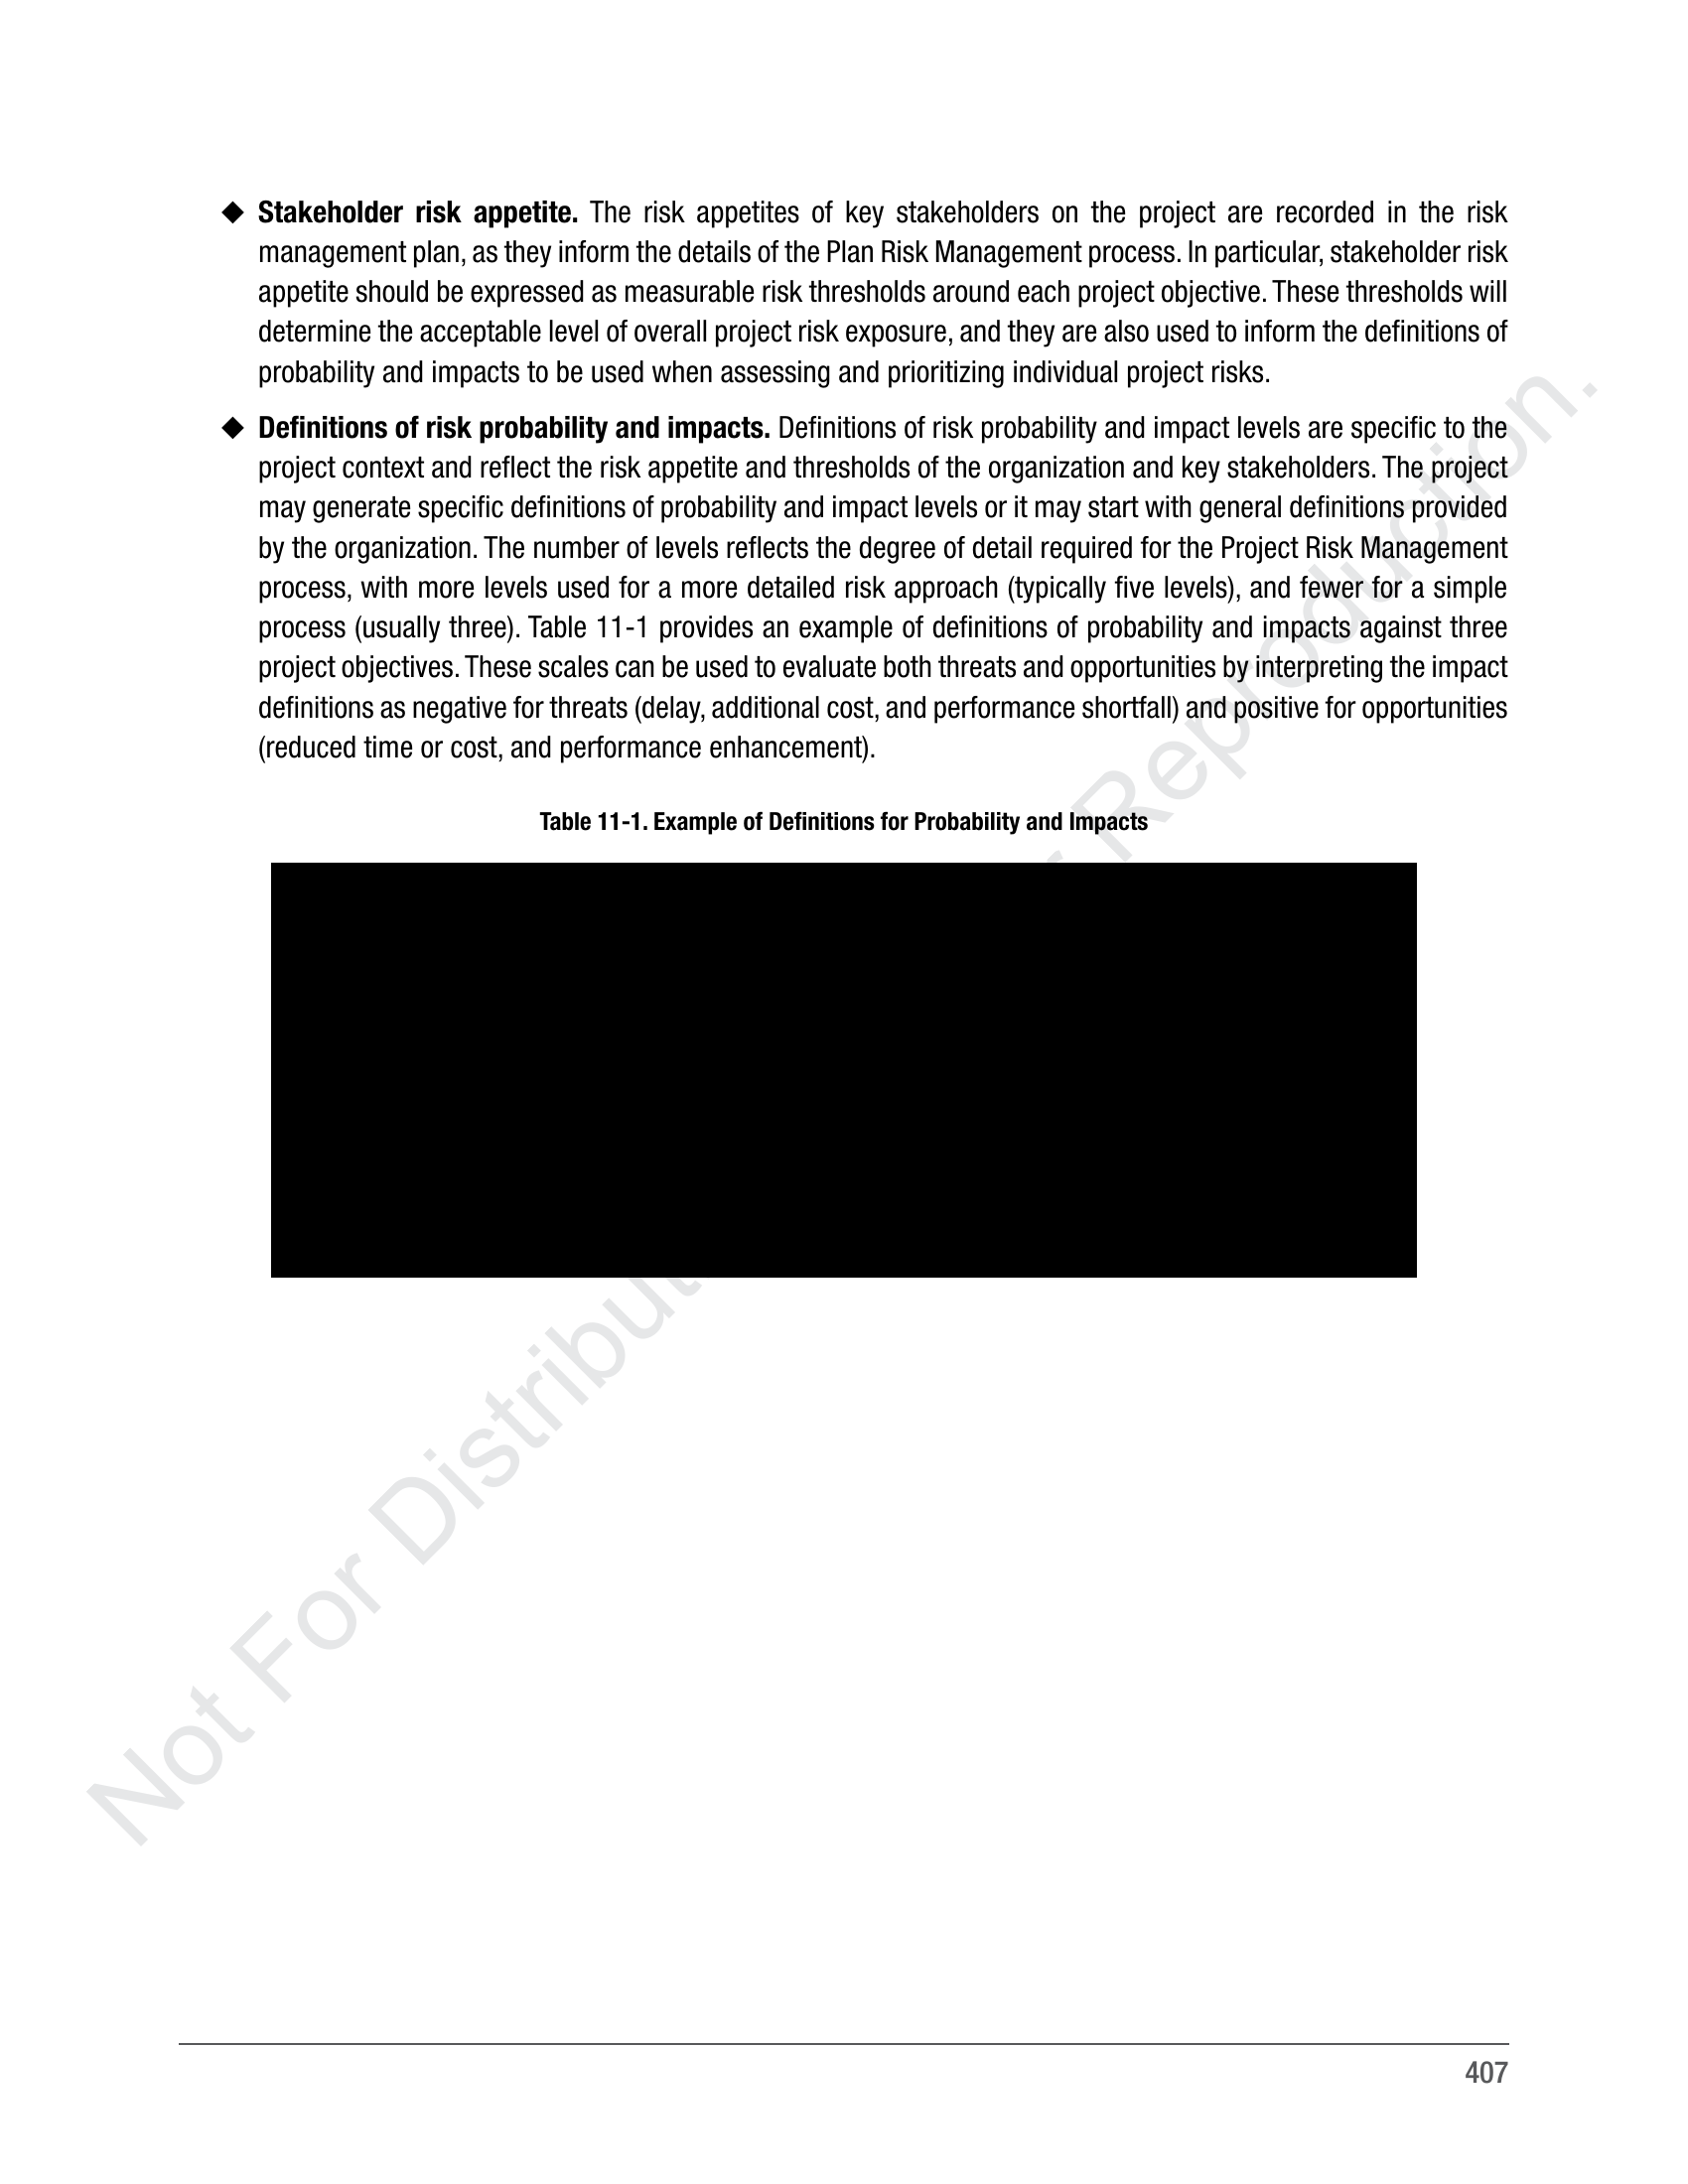 ◆ Stakeholder risk appetite. The risk appetites of key stakeholders on the project are recorded in the risk
management plan, as they inform the details of the Plan Risk Management process. In particular, stakeholder risk
appetite should be expressed as measurable risk thresholds around each project objective. These thresholds will
determine the acceptable level of overall project risk exposure, and they are also used to inform the definitions of
probability and impacts to be used when assessing and prioritizing individual project risks.
◆ Definitions of risk probability and impacts. Definitions of risk probability and impact levels are specific to the
project context and reflect the risk appetite and thresholds of the organization and key stakeholders. The project
may generate specific definitions of probability and impact levels or it may start with general definitions provided
by the organization. The number of levels reflects the degree of detail required for the Project Risk Management
process, with more levels used for a more detailed risk approach (typically five levels), and fewer for a simple
process (usually three). Table 11-1 provides an example of definitions of probability and impacts against three
project objectives. These scales can be used to evaluate both threats and opportunities by interpreting the impact
definitions as negative for threats (delay, additional cost, and performance shortfall) and positive for opportunities
(reduced time or cost, and performance enhancement).
Table 11-1. Example of Definitions for Probability and Impacts
Not For Reproduction.
407